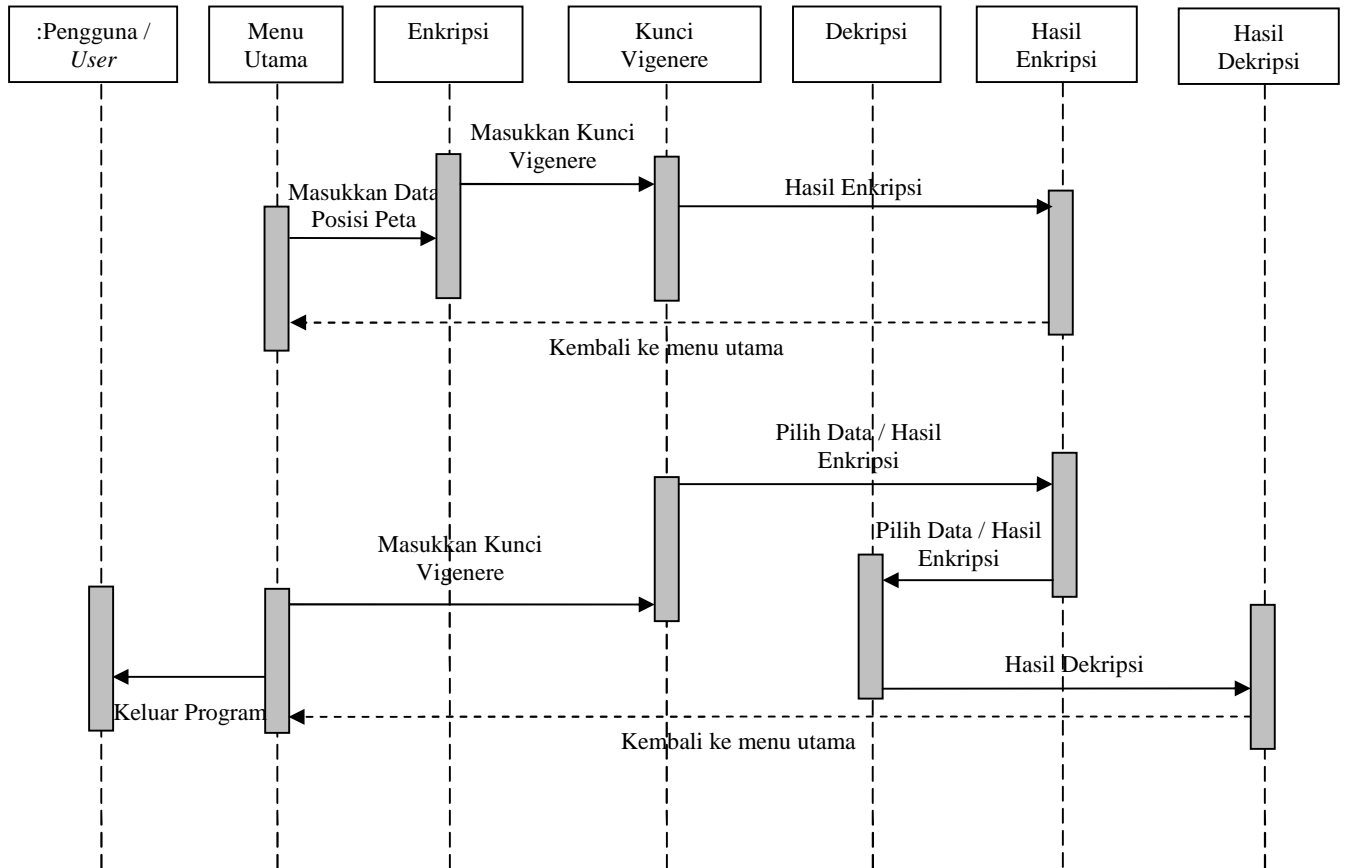 :Pengguna /
User
Menu
Utama
Enkripsi
Kunci
Vigenere
Dekripsi
Hasil
Enkripsi
Hasil
Dekripsi
Masukkan Kunci
Vigenere
Masukkan Data
Posisi Peta
Hasil Enkripsi
Kembali ke menu utama
Pilih Data / Hasil
Enkripsi
Pilih Data / Hasil
Enkripsi
Masukkan Kunci
Vigenere
Hasil Dekripsi
Keluar Program
Kembali ke menu utama